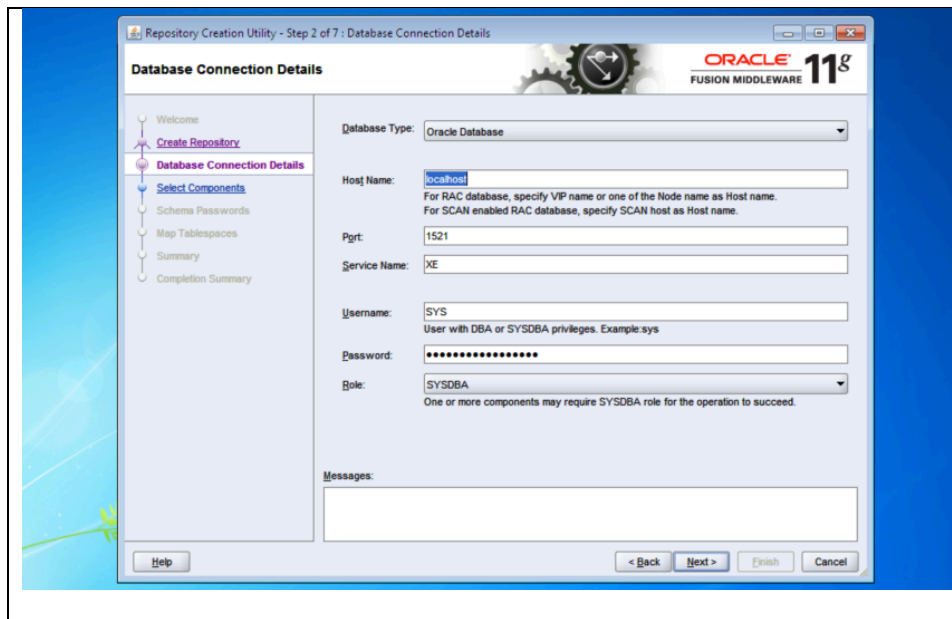 Repository Creation Utility - Step 2 of 7 : Database Connection Details
Database Connection Details
ORACLE
FUSION MIDDLEWARE
11g
Welcome
Create Repository
Database Connection Details
Select Components
Schema Passwords
Map Tablespaces
Summary
Completion Summary
Database Type: Oracle Database
Host Name: localhost
For RAC database, specify VIP name or one of the Node name as Host name.
For SCAN enabled RAC database, specify SCAN host as Host name.
Port: 1521
Service Name: XE
Username: SYS
User with DBA or SYSDBA privileges. Example:sys
Password: •••••••••••••••••
Role: SYSDBA
One or more components may require SYSDBA role for the operation to succeed.
Messages:
Help < Back Next > Finish Cancel